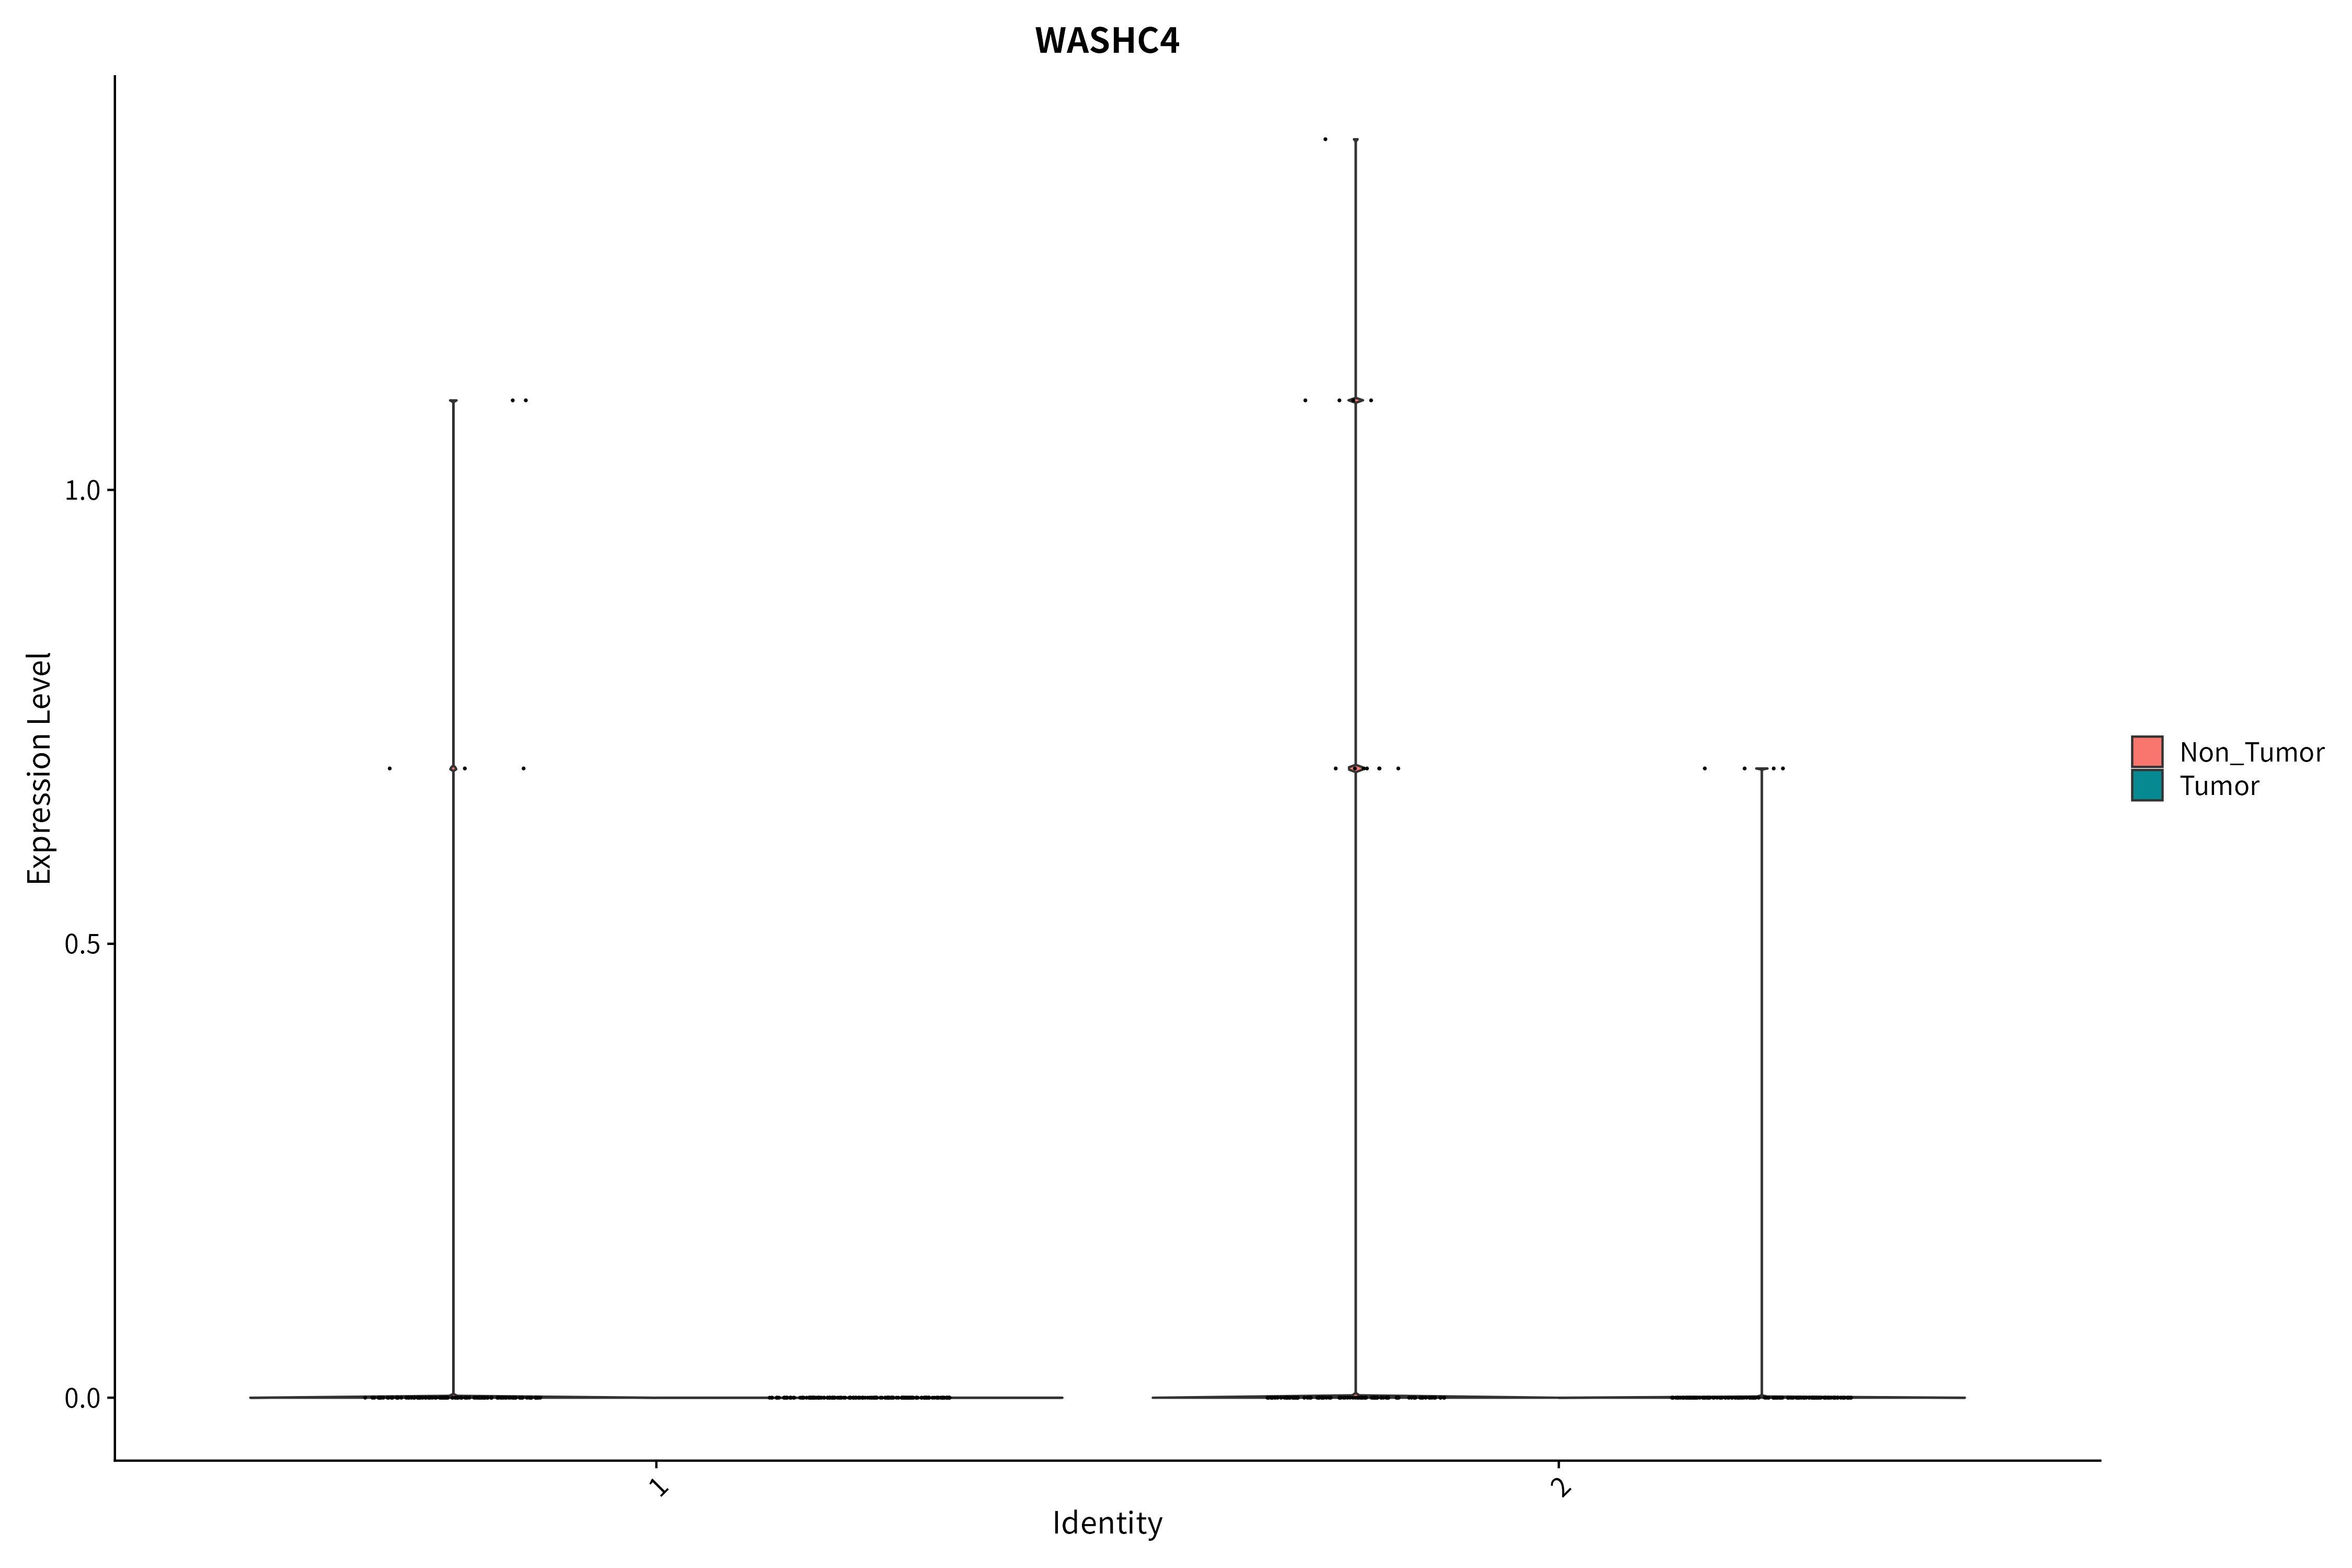 WASHC4
Expression Level
1.0
0.5
0.0
1
2
Identity
Non_Tumor
Tumor